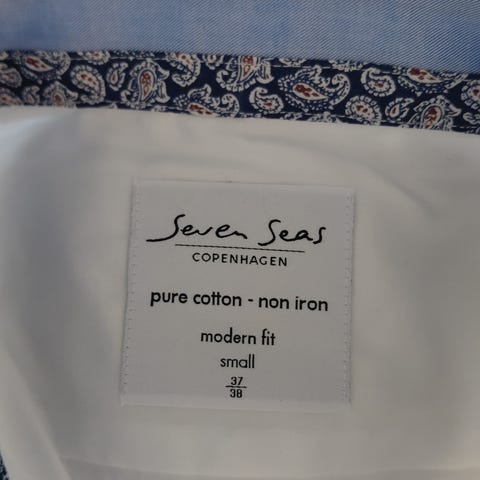 Seven Seas
COPENHAGEN
pure cotton - non iron
modern fit
small
37
38